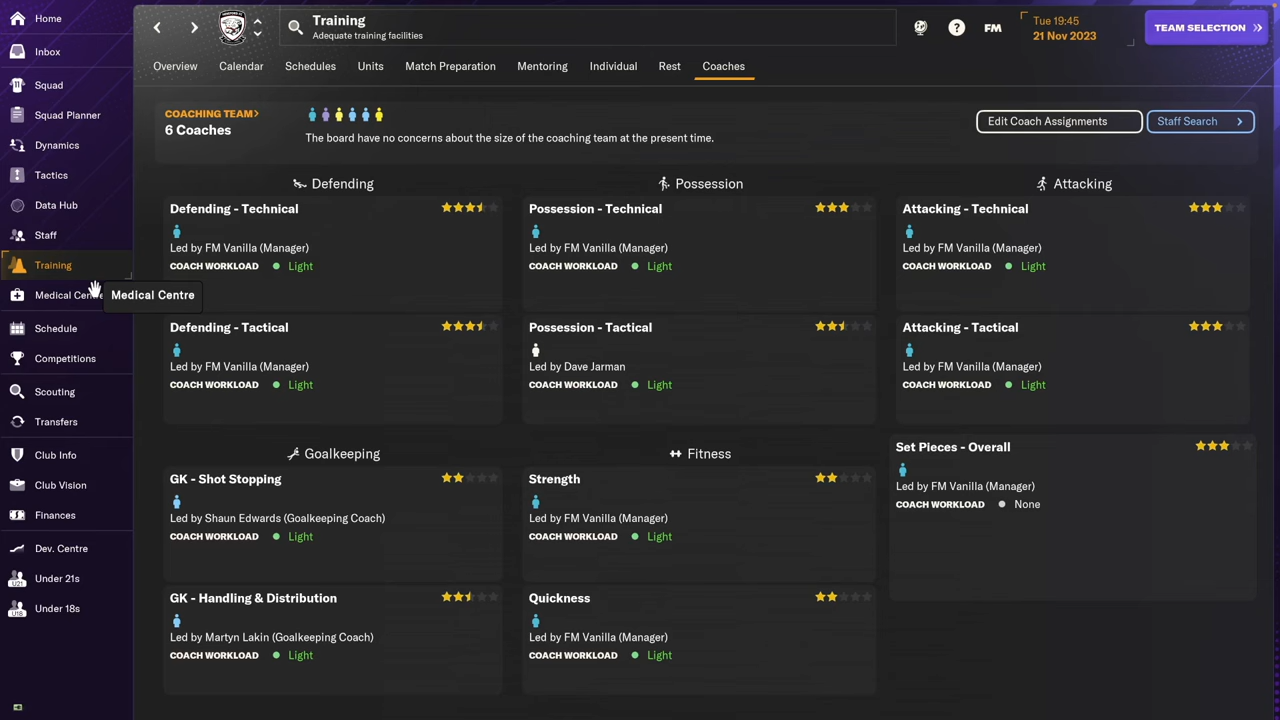 Home
Inbox
Squad
Squad Planner
Dynamics
Tactics
Data Hub
Staff
Training
Medical Cen
Medical Centre
Schedule
Competitions
Scouting
Transfers
Club Info
Club Vision
Finances
Dev. Centre
U21 Under 21s
U18 Under 18s
Training
Adequate training facilities
? FM
Tue 19:45
21 Nov 2023
TEAM SELECTION
Overview Calendar Schedules Units Match Preparation Mentoring Individual Rest Coaches
COACHING TEAM>
6 Coaches
The board have no concerns about the size of the coaching team at the present time.
Edit Coach Assignments
Staff Search >
Defending
Defending - Technical
Led by FM Vanilla (Manager)
COACH WORKLOAD Light
Defending - Tactical
Led by FM Vanilla (Manager)
COACH WORKLOAD Light
Possession
Possession - Technical
Led by FM Vanilla (Manager)
COACH WORKLOAD Light
Possession - Tactical
Led by Dave Jarman
COACH WORKLOAD Light
Attacking
Attacking - Technical
Led by FM Vanilla (Manager)
COACH WORKLOAD Light
Attacking - Tactical
Led by FM Vanilla (Manager)
COACH WORKLOAD Light
Goalkeeping
GK - Shot Stopping
Led by Shaun Edwards (Goalkeeping Coach)
COACH WORKLOAD Light
GK - Handling & Distribution
Led by Martyn Lakin (Goalkeeping Coach)
COACH WORKLOAD Light
Fitness
Strength
Led by FM Vanilla (Manager)
COACH WORKLOAD Light
Quickness
Led by FM Vanilla (Manager)
COACH WORKLOAD Light
Set Pieces - Overall
Led by FM Vanilla (Manager)
COACH WORKLOAD None